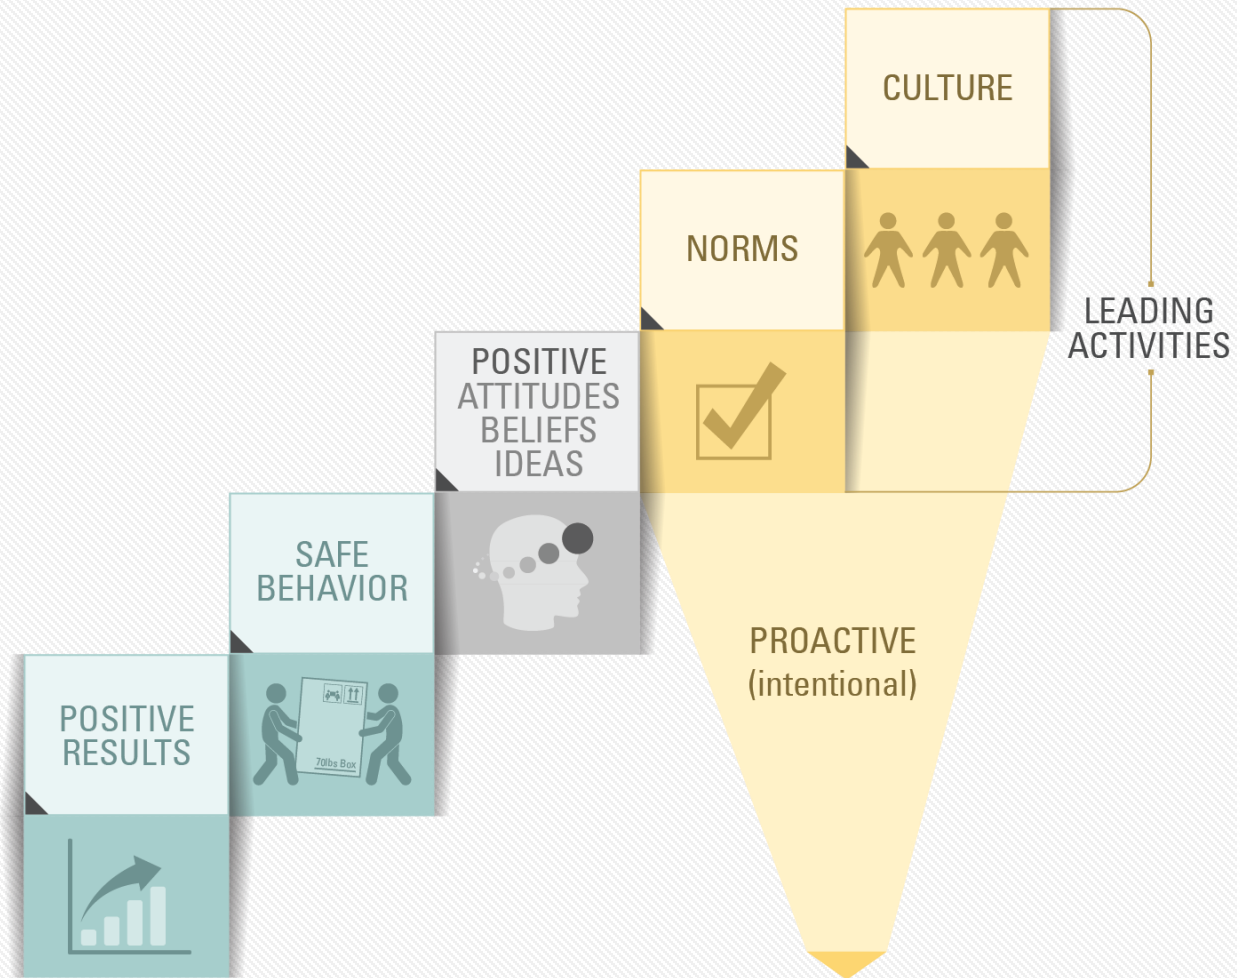 CULTURE
NORMS
LEADING
ACTIVITIES
POSITIVE
ATTITUDES
BELIEFS
IDEAS
SAFE
BEHAVIOR
PROACTIVE
(intentional)
POSITIVE
RESULTS
70lbs Box